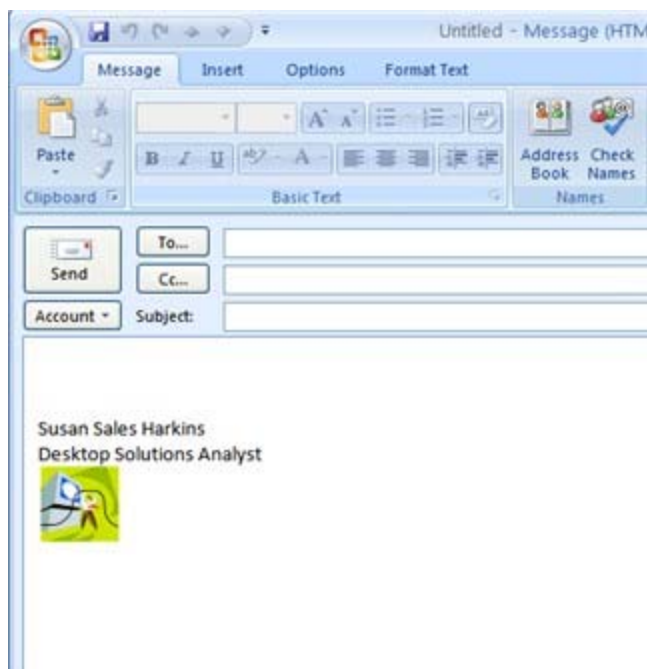 Untitled - Message (HTM
Message Insert Options Format Text
Paste
B I U ab A
Address Book
Check Names
Clipboard Basic Text Names
Send
To...
Cc...
Account Subject:
Susan Sales Harkins
Desktop Solutions Analyst